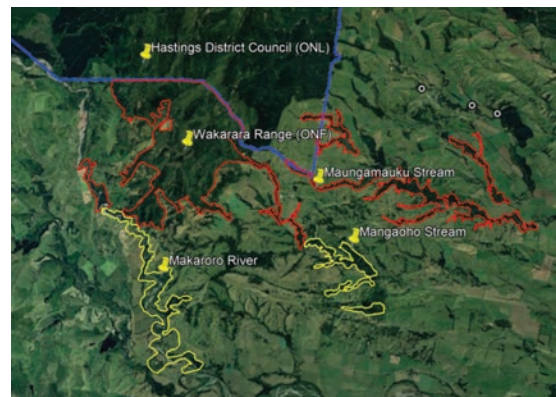 Hastings District Council (ONL)
Wakarara Range (ONF)
Maungamauku Stream
Mangaoho Stream
Makaroro River